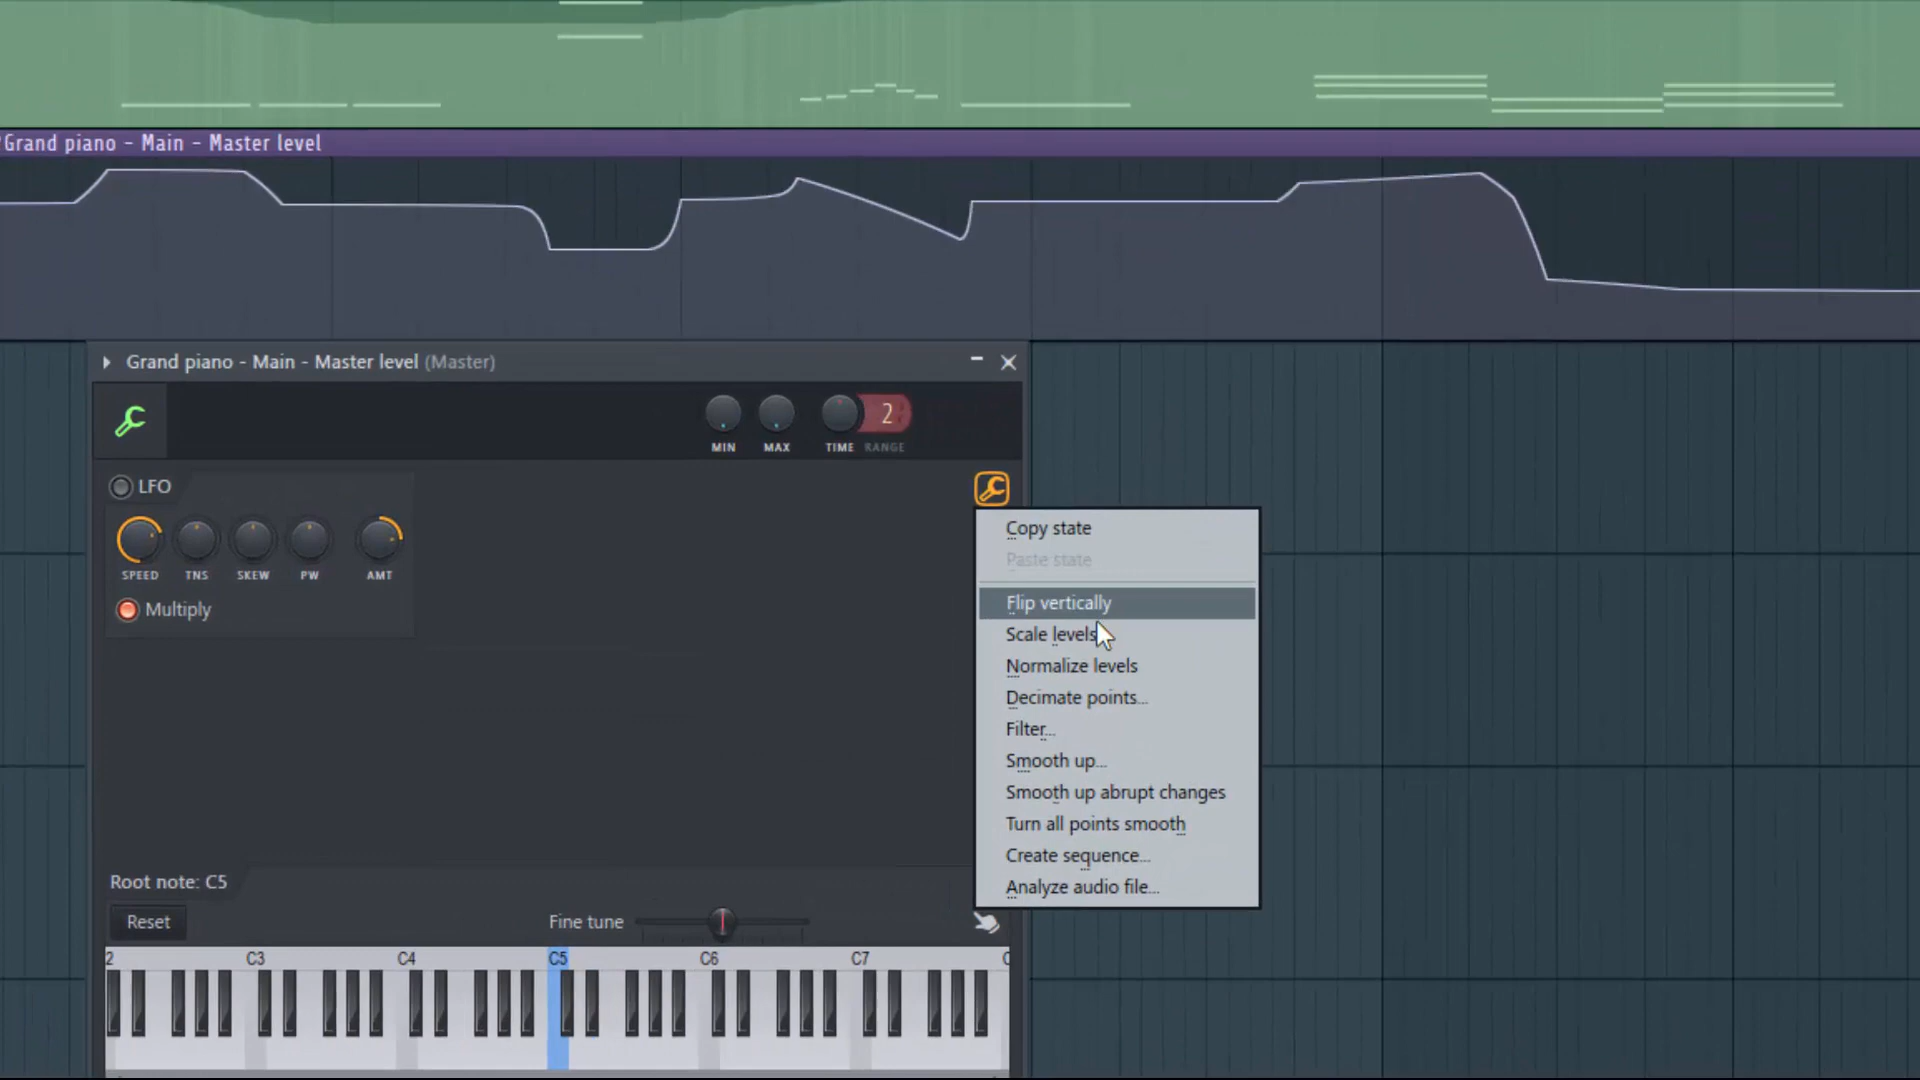 Grand piano - Main - Master level
Grand piano - Main - Master level (Master)
2
MIN
MAX
TIME
RANGE
LFO
SPEED
TNS
SKEW
PW
AMT
Multiply
Copy state
Paste state
Flip vertically
Scale levels
Normalize levels
Decimate points...
Filter...
Smooth up...
Smooth up abrupt changes
Turn all points smooth
Create sequence...
Analyze audio file...
Root note: C5
Reset
Fine tune
2 C3 C4 C5 C6 C7 C